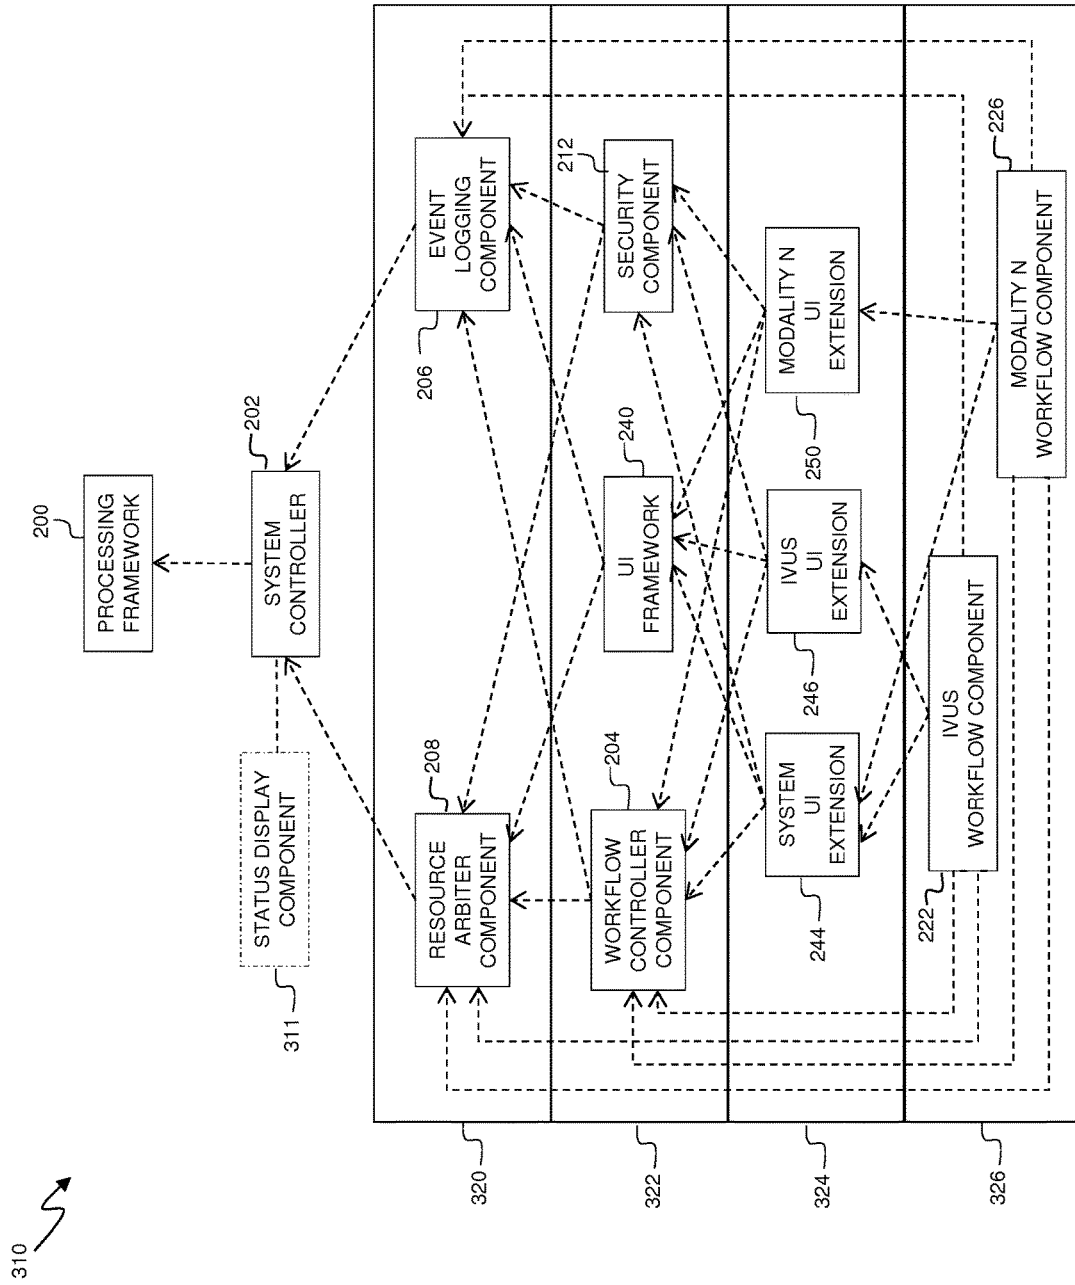 310
200
PROCESSING
FRAMEWORK
202
SYSTEM
CONTROLLER
STATUS DISPLAY
COMPONENT
311
320
RESOURCE
ARBITER
COMPONENT
208
EVENT
LOGGING
COMPONENT
206
322
WORKFLOW
CONTROLLER
COMPONENT
204
UI
FRAMEWORK
240
SECURITY
COMPONENT
212
324
SYSTEM
UI
EXTENSION
244
IVUS
UI
EXTENSION
246
MODALITY N
UI
EXTENSION
250
326
IVUS
WORKFLOW COMPONENT
222
MODALITY N
WORKFLOW COMPONENT
226